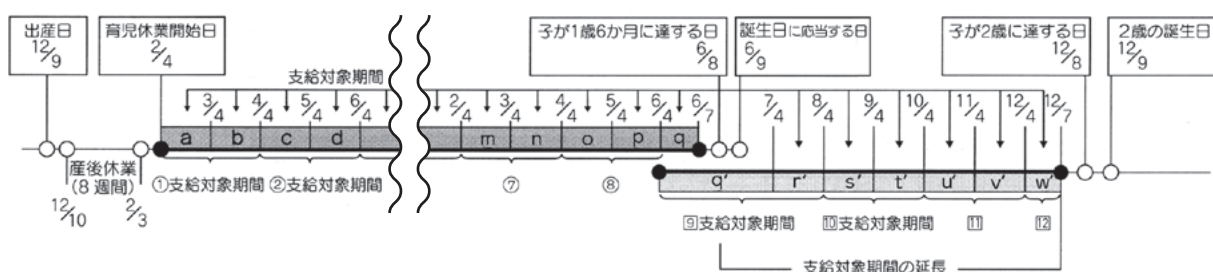 出産日
12/9
育児休業開始日
2/4
子が1歳6か月に達する日
6/8
誕生日に応当する日
6/9
子が2歳に達する日
12/8
2歳の誕生日
12/9
支給対象期間
3/4 4/4 5/4 6/4 2/4 3/4 4/4 5/4 6/4 6/7 7/4 8/4 9/4 10/4 11/4 12/4 12/7
a b c d m n o p q
産後休業
(8週間)
12/10 2/3
①支給対象期間 ②支給対象期間 ⑦ ⑧
q' r' s' t' u' v' w'
⑨支給対象期間 ⑩支給対象期間 ⑪ ⑫
支給対象期間の延長